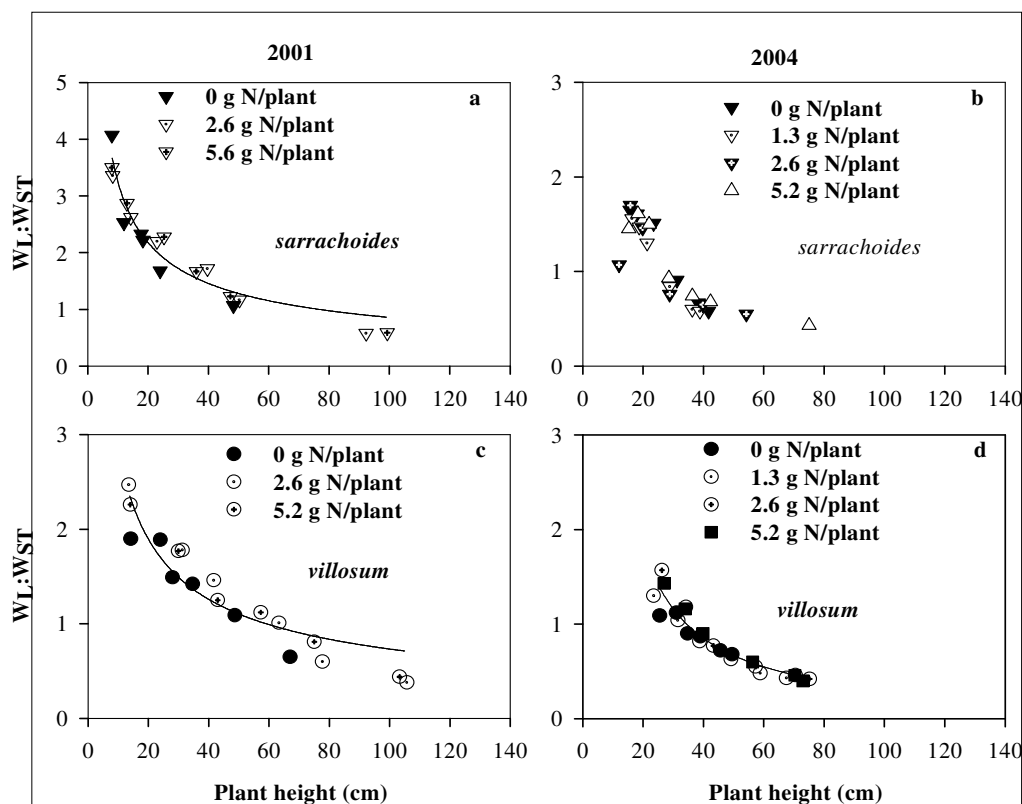 2001
2004
5
4
3
2
1
0
W_L:W_ST
0 g N/plant
2.6 g N/plant
5.6 g N/plant
a
sarrachoides
0 20 40 60 80 100 120 140
3
2
1
0
0 g N/plant
1.3 g N/plant
2.6 g N/plant
5.2 g N/plant
b
sarrachoides
0 20 40 60 80 100 120 140
3
2
1
0
W_L:W_ST
0 g N/plant
2.6 g N/plant
5.2 g N/plant
c
villosum
0 20 40 60 80 100 120 140
Plant height (cm)
3
2
1
0
0 g N/plant
1.3 g N/plant
2.6 g N/plant
5.2 g N/plant
d
villosum
0 20 40 60 80 100 120 140
Plant height (cm)